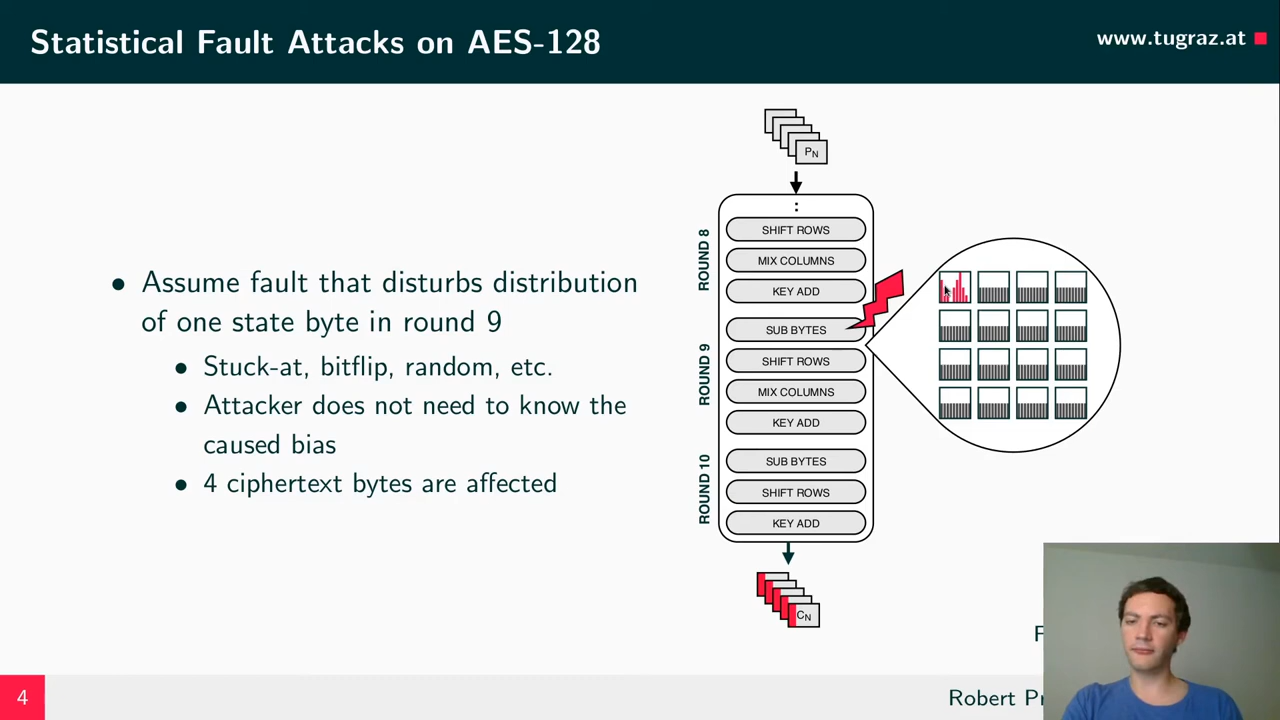 Statistical Fault Attacks on AES-128
www.tugraz.at
• Assume fault that disturbs distribution
of one state byte in round 9
• Stuck-at, bitflip, random, etc.
• Attacker does not need to know the
caused bias
• 4 ciphertext bytes are affected
PN
:
ROUND 8
SHIFT ROWS
MIX COLUMNS
KEY ADD
ROUND 9
SUB BYTES
SHIFT ROWS
MIX COLUMNS
KEY ADD
ROUND 10
SUB BYTES
SHIFT ROWS
KEY ADD
CN
4
Robert